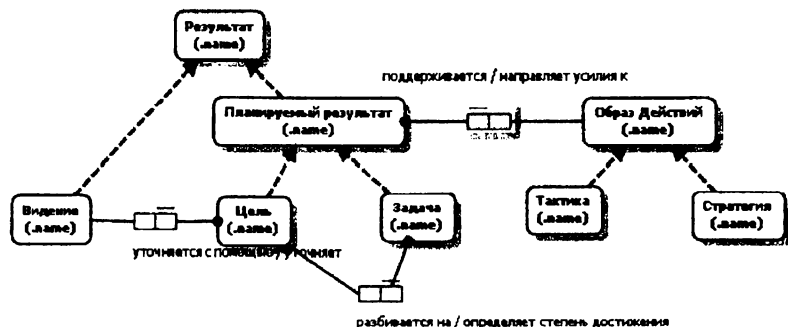 Результат
(.name)
поддерживается / направляет усилия к
Планируемый результат
(.name)
Образ Действий
(.name)
Видение
(.name)
Цель
(.name)
Задача
(.name)
Тактика
(.name)
Стратегия
(.name)
уточняется с помощью / уточняет
разбивается на / определяет степень достижения